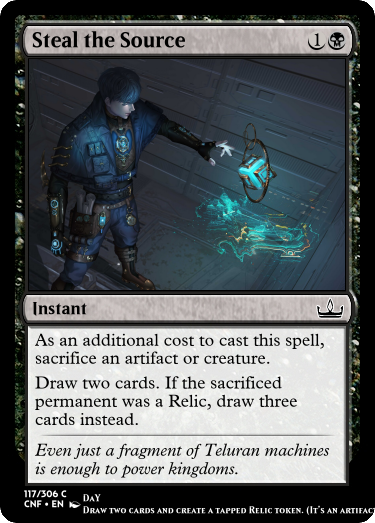 Steal the Source 1
Instant
As an additional cost to cast this spell,
sacrifice an artifact or creature.
Draw two cards. If the sacrificed
permanent was a Relic, draw three
cards instead.
Even just a fragment of Teluran machines
is enough to power kingdoms.
117/306 C
CNF • EN DaY
Draw two cards and create a tapped Relic token. (It's an artifac